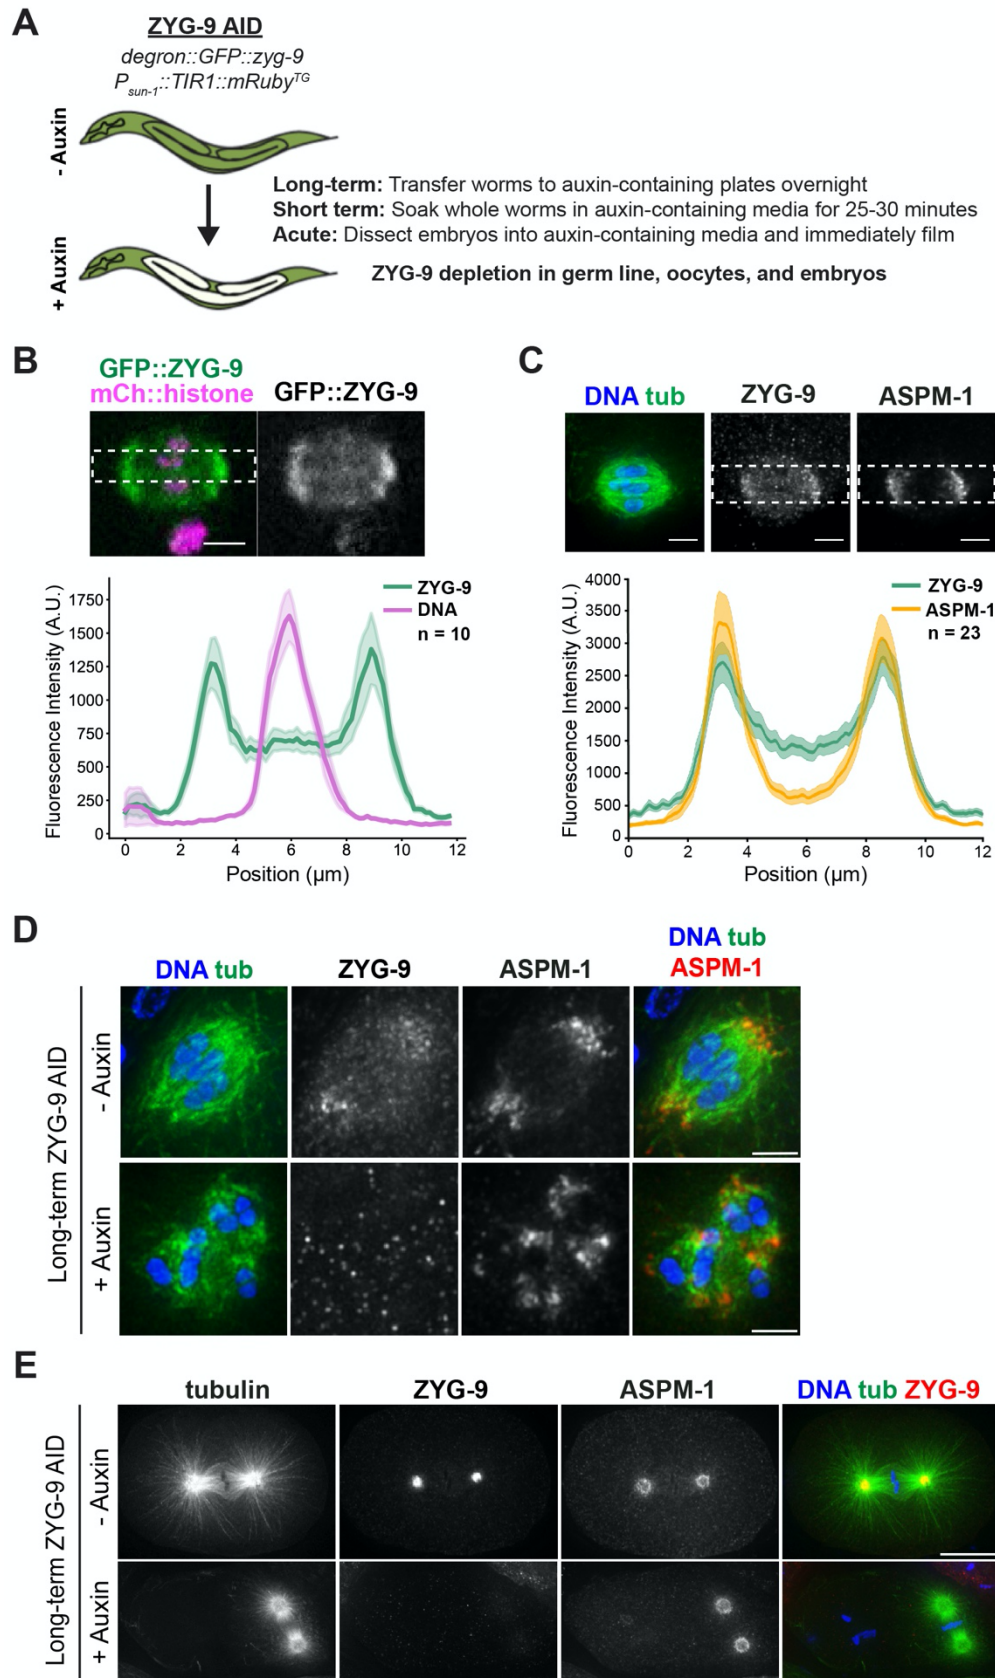 A
ZYG-9 AID
degron::GFP::zyg-9
Psun-1::TIR1::mRubyTG
- Auxin
Long-term: Transfer worms to auxin-containing plates overnight
Short term: Soak whole worms in auxin-containing media for 25-30 minutes
Acute: Dissect embryos into auxin-containing media and immediately film
+ Auxin
ZYG-9 depletion in germ line, oocytes, and embryos
B
GFP::ZYG-9
mCh::histone
GFP::ZYG-9
Fluorescence Intensity (A.U.)
1750
1500
1250
1000
750
500
250
0
ZYG-9
DNA
n = 10
0 2 4 6 8 10 12
Position (µm)
C
DNA tub
ZYG-9
ASPM-1
Fluorescence Intensity (A.U.)
4000
3500
3000
2500
2000
1500
1000
500
0
ZYG-9
ASPM-1
n = 23
0 2 4 6 8 10 12
Position (µm)
D
DNA tub
ZYG-9
ASPM-1
DNA tub
ASPM-1
Long-term ZYG-9 AID
- Auxin
+ Auxin
E
tubulin
ZYG-9
ASPM-1
DNA tub ZYG-9
Long-term ZYG-9 AID
- Auxin
+ Auxin